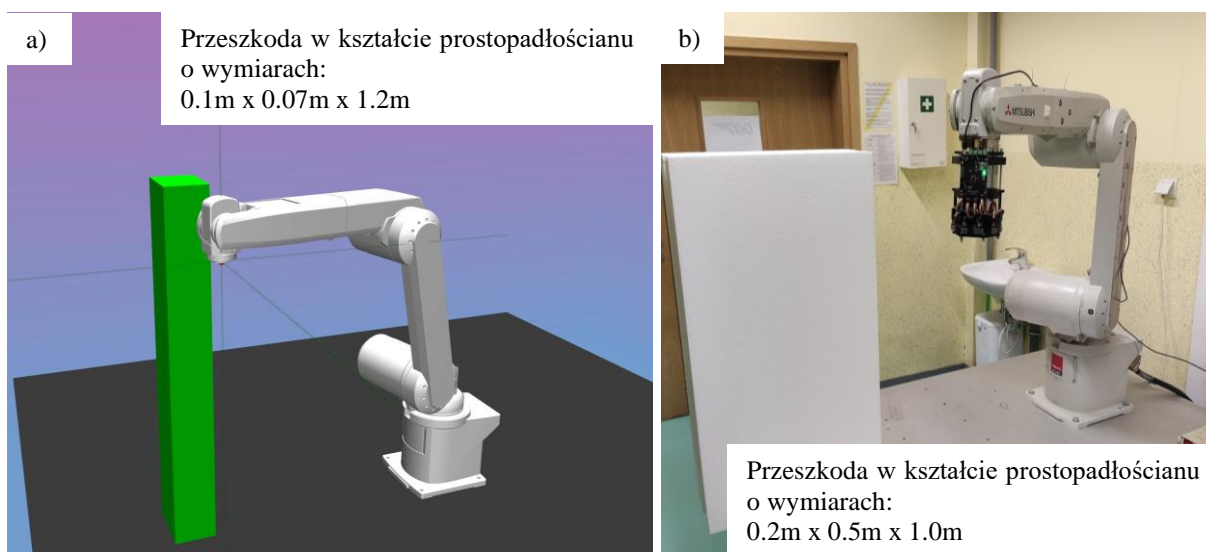 a)
Przeszkoda w kształcie prostopadłościanu
o wymiarach:
0.1m x 0.07m x 1.2m
b)
MITSUBISHI
Przeszkoda w kształcie prostopadłościanu
o wymiarach:
0.2m x 0.5m x 1.0m